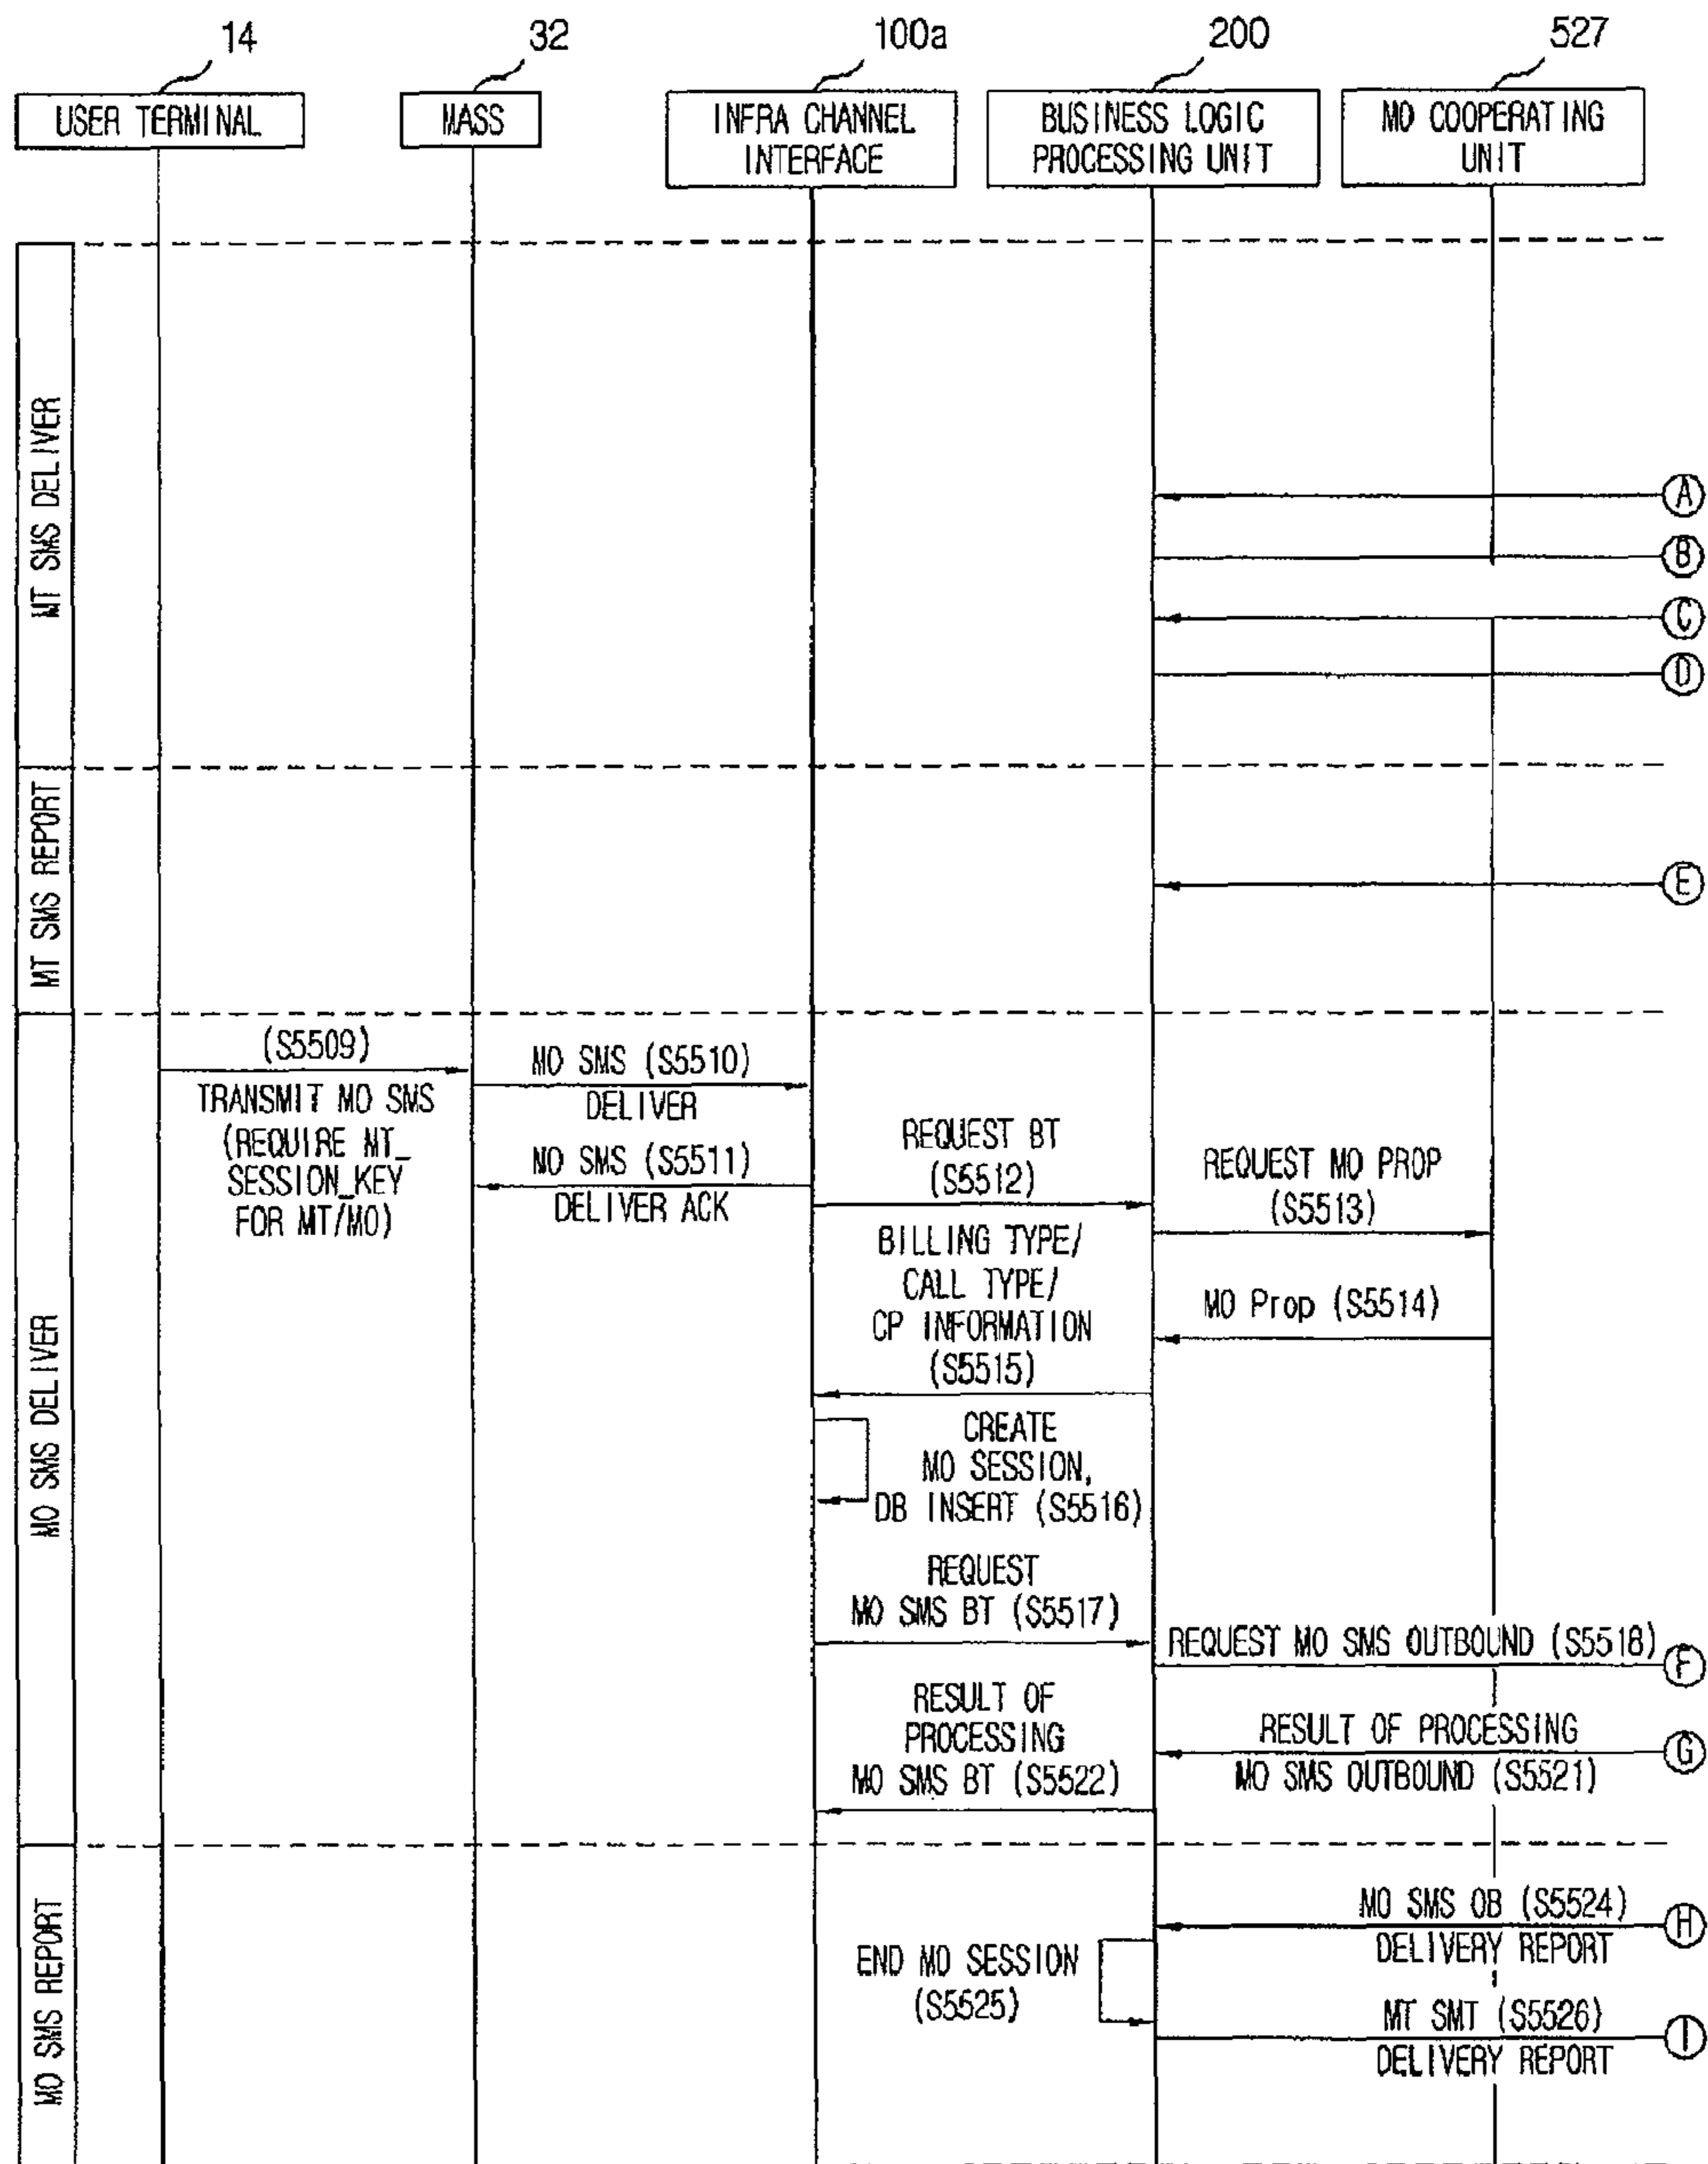 14
32
100a
200
527
USER TERMINAL
MASS
INFRA CHANNEL
INTERFACE
BUSINESS LOGIC
PROCESSING UNIT
MO COOPERATING
UNIT
MT SMS DELIVER
A
B
C
D
MT SMS REPORT
E
MO SMS DELIVER
(S5509)
TRANSMIT MO SMS
(REQUIRE MT_
SESSION_KEY
FOR MT/MO)
MO SMS (S5510)
DELIVER
MO SMS (S5511)
DELIVER ACK
REQUEST BT
(S5512)
REQUEST MO PROP
(S5513)
MO Prop (S5514)
BILLING TYPE/
CALL TYPE/
CP INFORMATION
(S5515)
CREATE
MO SESSION,
DB INSERT (S5516)
REQUEST
MO SMS BT (S5517)
REQUEST MO SMS OUTBOUND (S5518)
F
RESULT OF PROCESSING
MO SMS OUTBOUND (S5521)
G
RESULT OF
PROCESSING
MO SMS BT (S5522)
MO SMS REPORT
MO SMS OB (S5524)
DELIVERY REPORT
H
END MO SESSION
(S5525)
MT SMT (S5526)
DELIVERY REPORT
I